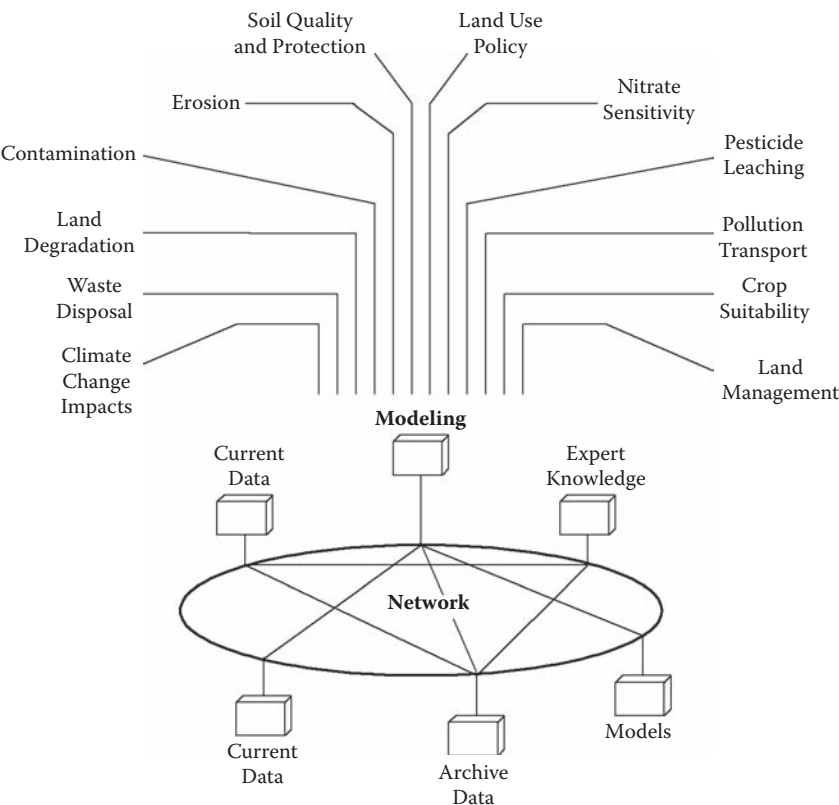 Soil Quality
and Protection
Land Use
Policy
Erosion
Nitrate
Sensitivity
Contamination
Pesticide
Leaching
Land
Degradation
Pollution
Transport
Waste
Disposal
Crop
Suitability
Climate
Change
Impacts
Land
Management
Modeling
Current
Data
Expert
Knowledge
Network
Current
Data
Archive
Data
Models